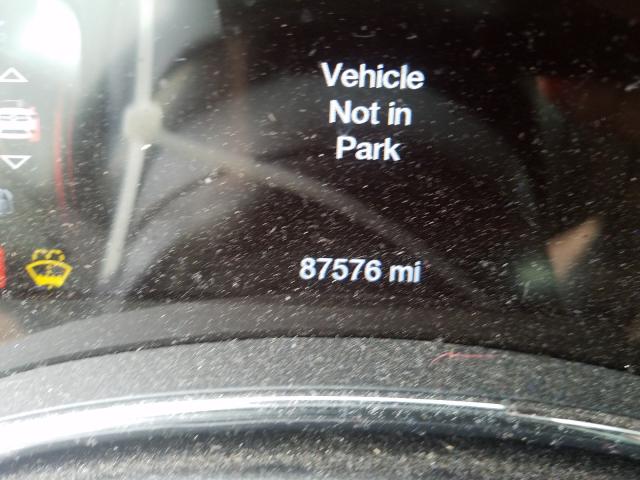 Vehicle
Not in
Park
87576 mi